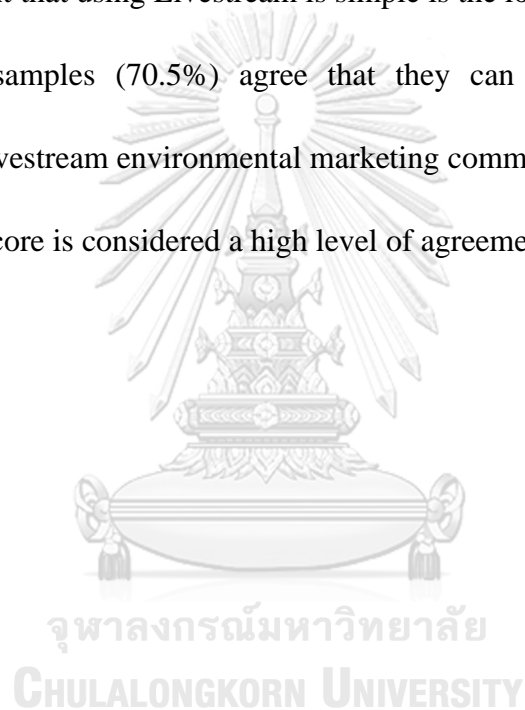 t that using Livestream is simple is the
samples (70.5%) agree that they can
vestream environmental marketing comm
core is considered a high level of agreeme
จุฬาลงกรณ์มหาวิทยาลัย
CHULALONGKORN UNIVERSITY